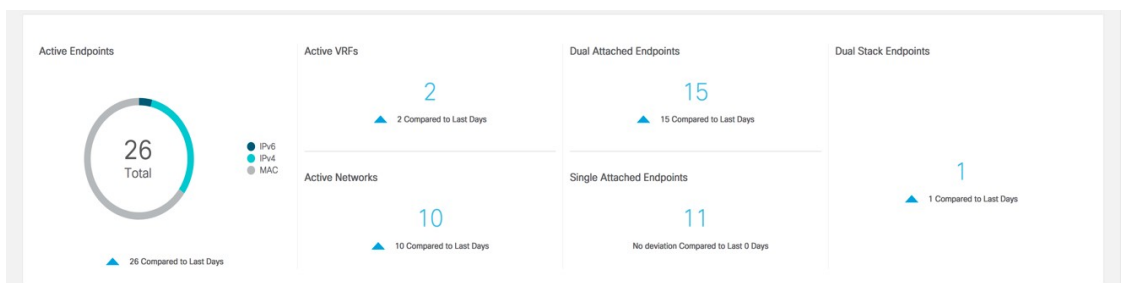 Active Endpoints
26
Total
IPv6
IPv4
MAC
26 Compared to Last Days
Active VRFs
2
2 Compared to Last Days
Active Networks
10
10 Compared to Last Days
Dual Attached Endpoints
15
15 Compared to Last Days
Single Attached Endpoints
11
No deviation Compared to Last 0 Days
Dual Stack Endpoints
1
1 Compared to Last Days